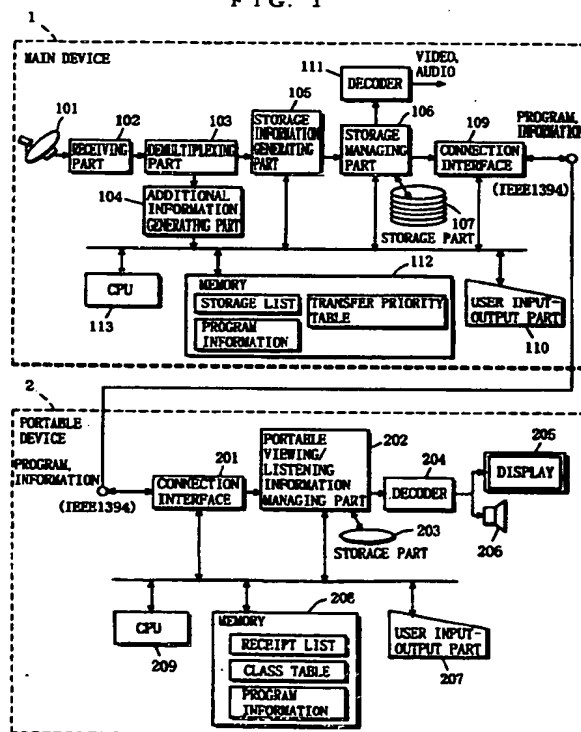 FIG. 1
1
MAIN DEVICE
101
102
RECEIVING
PART
103
DEMULTIPLEXING
PART
104
ADDITIONAL
INFORMATION
GENERATING PART
105
STORAGE
INFORMATION
GENERATING
PART
111
DECODER
VIDEO,
AUDIO
106
STORAGE
MANAGING
PART
107
STORAGE PART
109
CONNECTION
INTERFACE
PROGRAM,
INFORMATION
(IEEE1394)
CPU
113
112
MEMORY
STORAGE LIST
PROGRAM
INFORMATION
TRANSFER PRIORITY
TABLE
USER INPUT-
OUTPUT PART
110
2
PORTABLE
DEVICE
PROGRAM,
INFORMATION
(IEEE1394)
201
CONNECTION
INTERFACE
202
PORTABLE
VIEWING/
LISTENING
INFORMATION
MANAGING PART
203
STORAGE PART
204
DECODER
205
DISPLAY
206
CPU
209
208
MEMORY
RECEIPT LIST
CLASS TABLE
PROGRAM
INFORMATION
USER INPUT-
OUTPUT PART
207